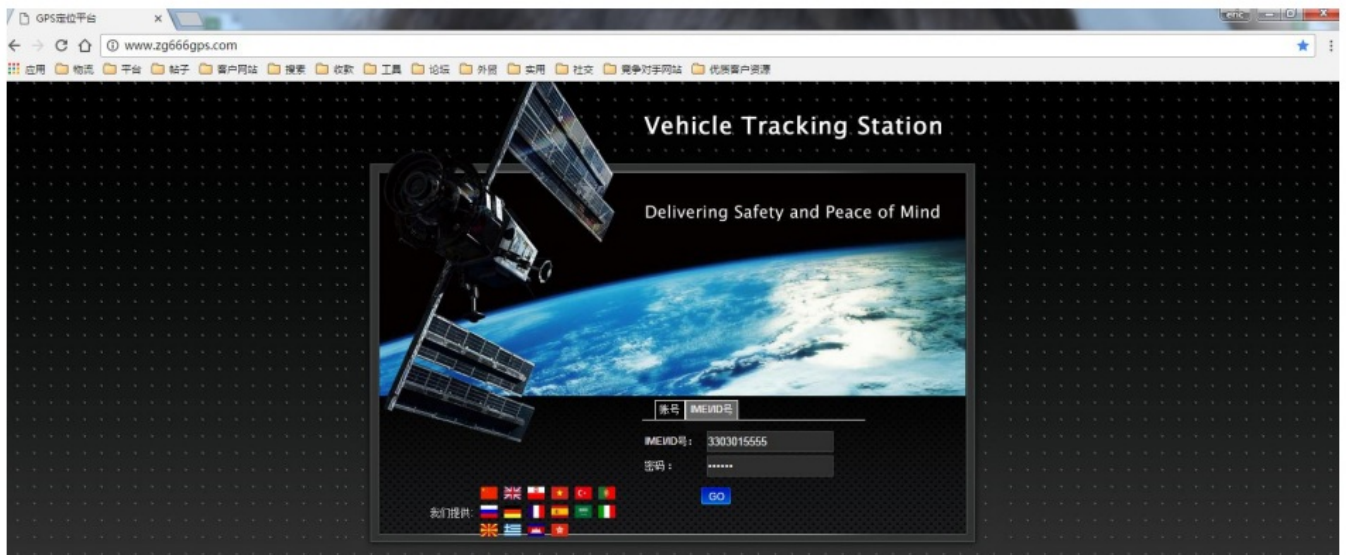 GPS定位平台
eric
www.zg666gps.com
应用 物流 平台 帖子 客户网站 搜索 收款 工具 论坛 外贸 实用 社交 竞争对手网站 优质客户资源
Vehicle Tracking Station
Delivering Safety and Peace of Mind
账号 IMEI/ID号
IMEI/ID号: 3303015555
密码: ••••••
GO
我们提供: